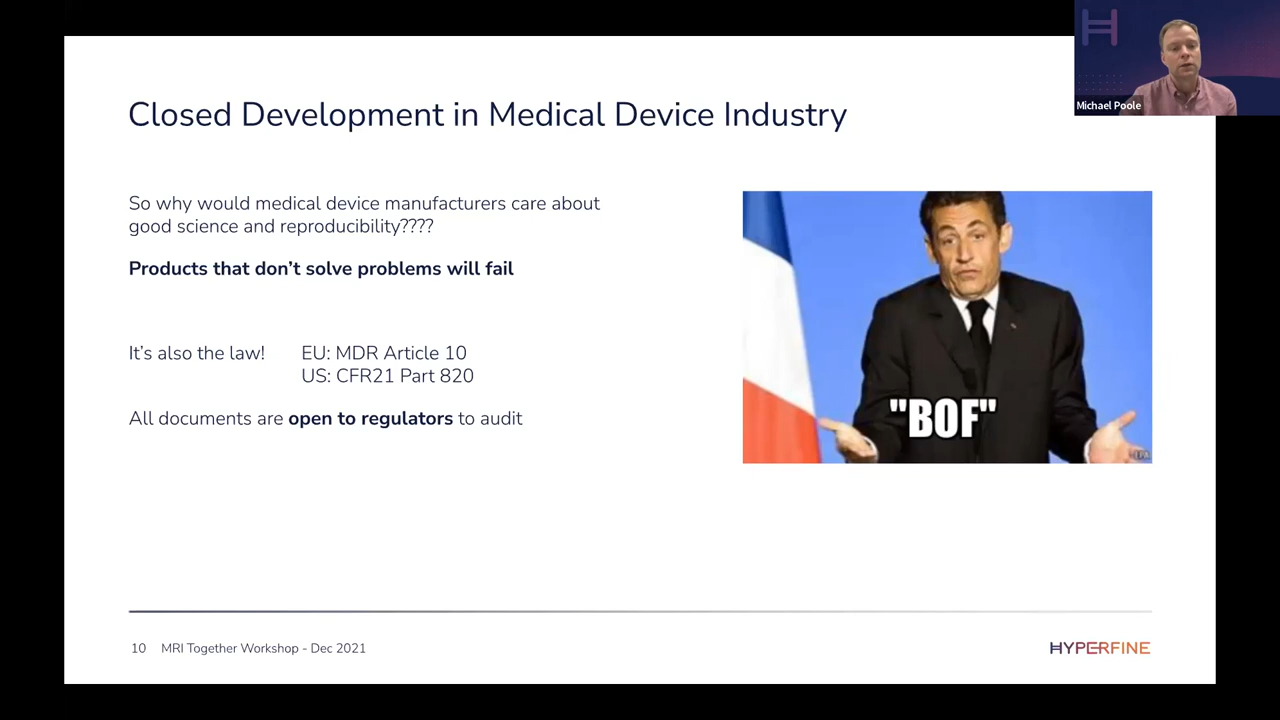 Michael Poole
Closed Development in Medical Device Industry
So why would medical device manufacturers care about
good science and reproducibility????
Products that don’t solve problems will fail
It’s also the law! EU: MDR Article 10
US: CFR21 Part 820
All documents are open to regulators to audit
"BOF"
10 MRI Together Workshop - Dec 2021
HYPERFINE